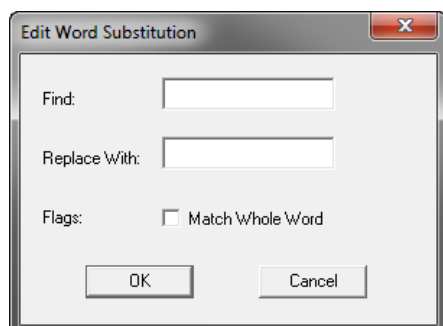 Edit Word Substitution
Find:
Replace With:
Flags: Match Whole Word
OK Cancel